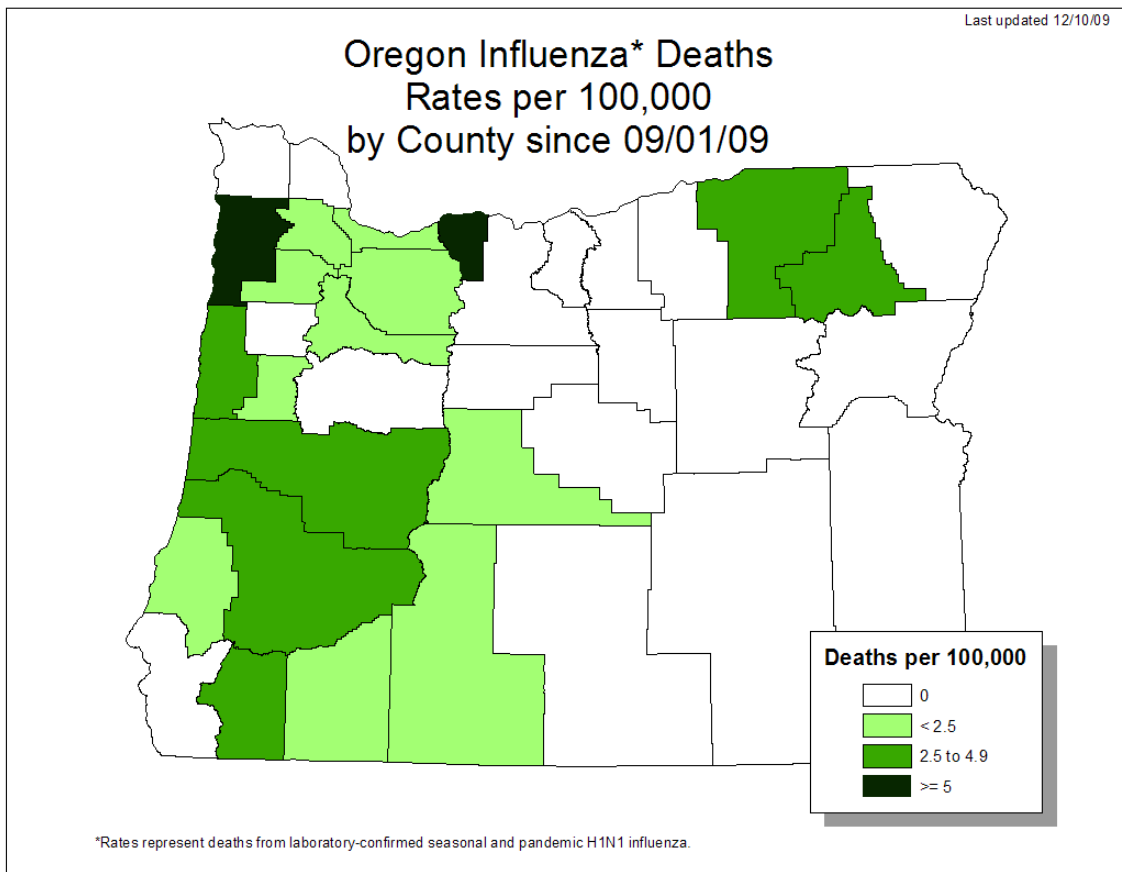 Last updated 12/10/09
Oregon Influenza* Deaths
Rates per 100,000
by County since 09/01/09
Deaths per 100,000
0
< 2.5
2.5 to 4.9
>= 5
*Rates represent deaths from laboratory-confirmed seasonal and pandemic H1N1 influenza.